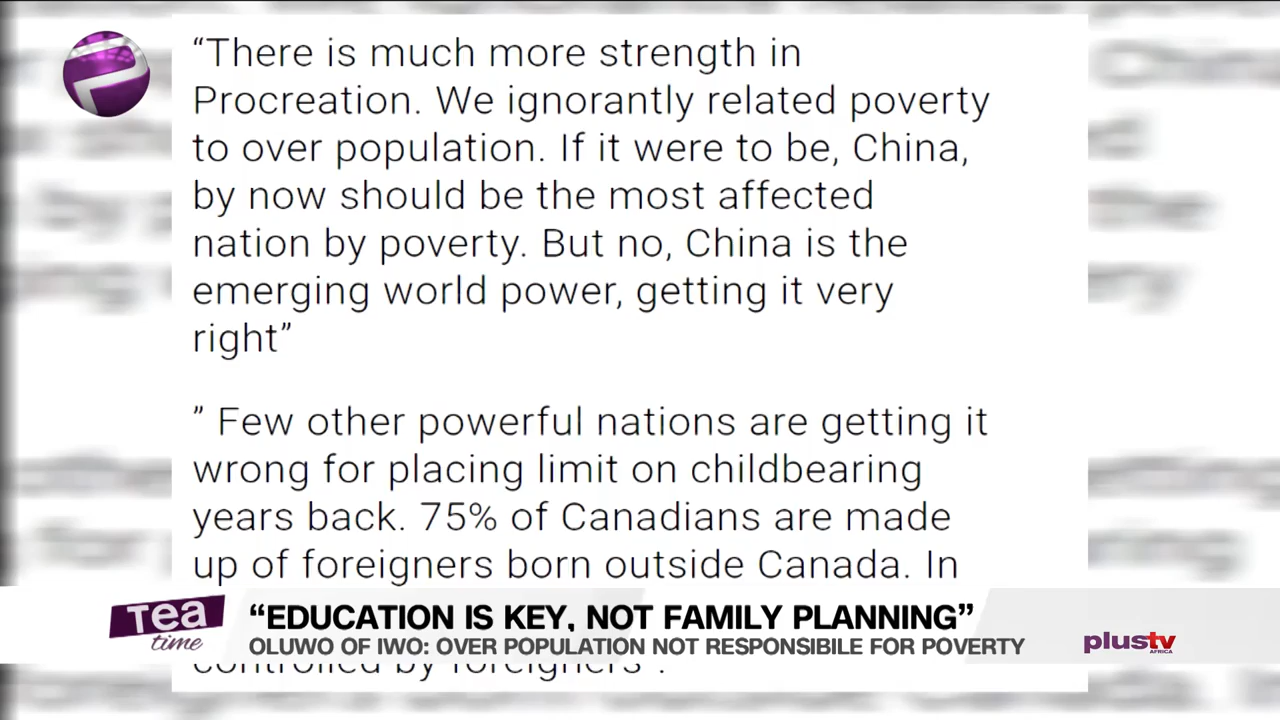 “There is much more strength in
Procreation. We ignorantly related poverty
to over population. If it were to be, China,
by now should be the most affected
nation by poverty. But no, China is the
emerging world power, getting it very
right”
” Few other powerful nations are getting it
wrong for placing limit on childbearing
years back. 75% of Canadians are made
up of foreigners born outside Canada. In
controlled by foreigners”.
Tea
time
“EDUCATION IS KEY, NOT FAMILY PLANNING”
OLUWO OF IWO: OVER POPULATION NOT RESPONSIBILE FOR POVERTY
plustv
AFRICA